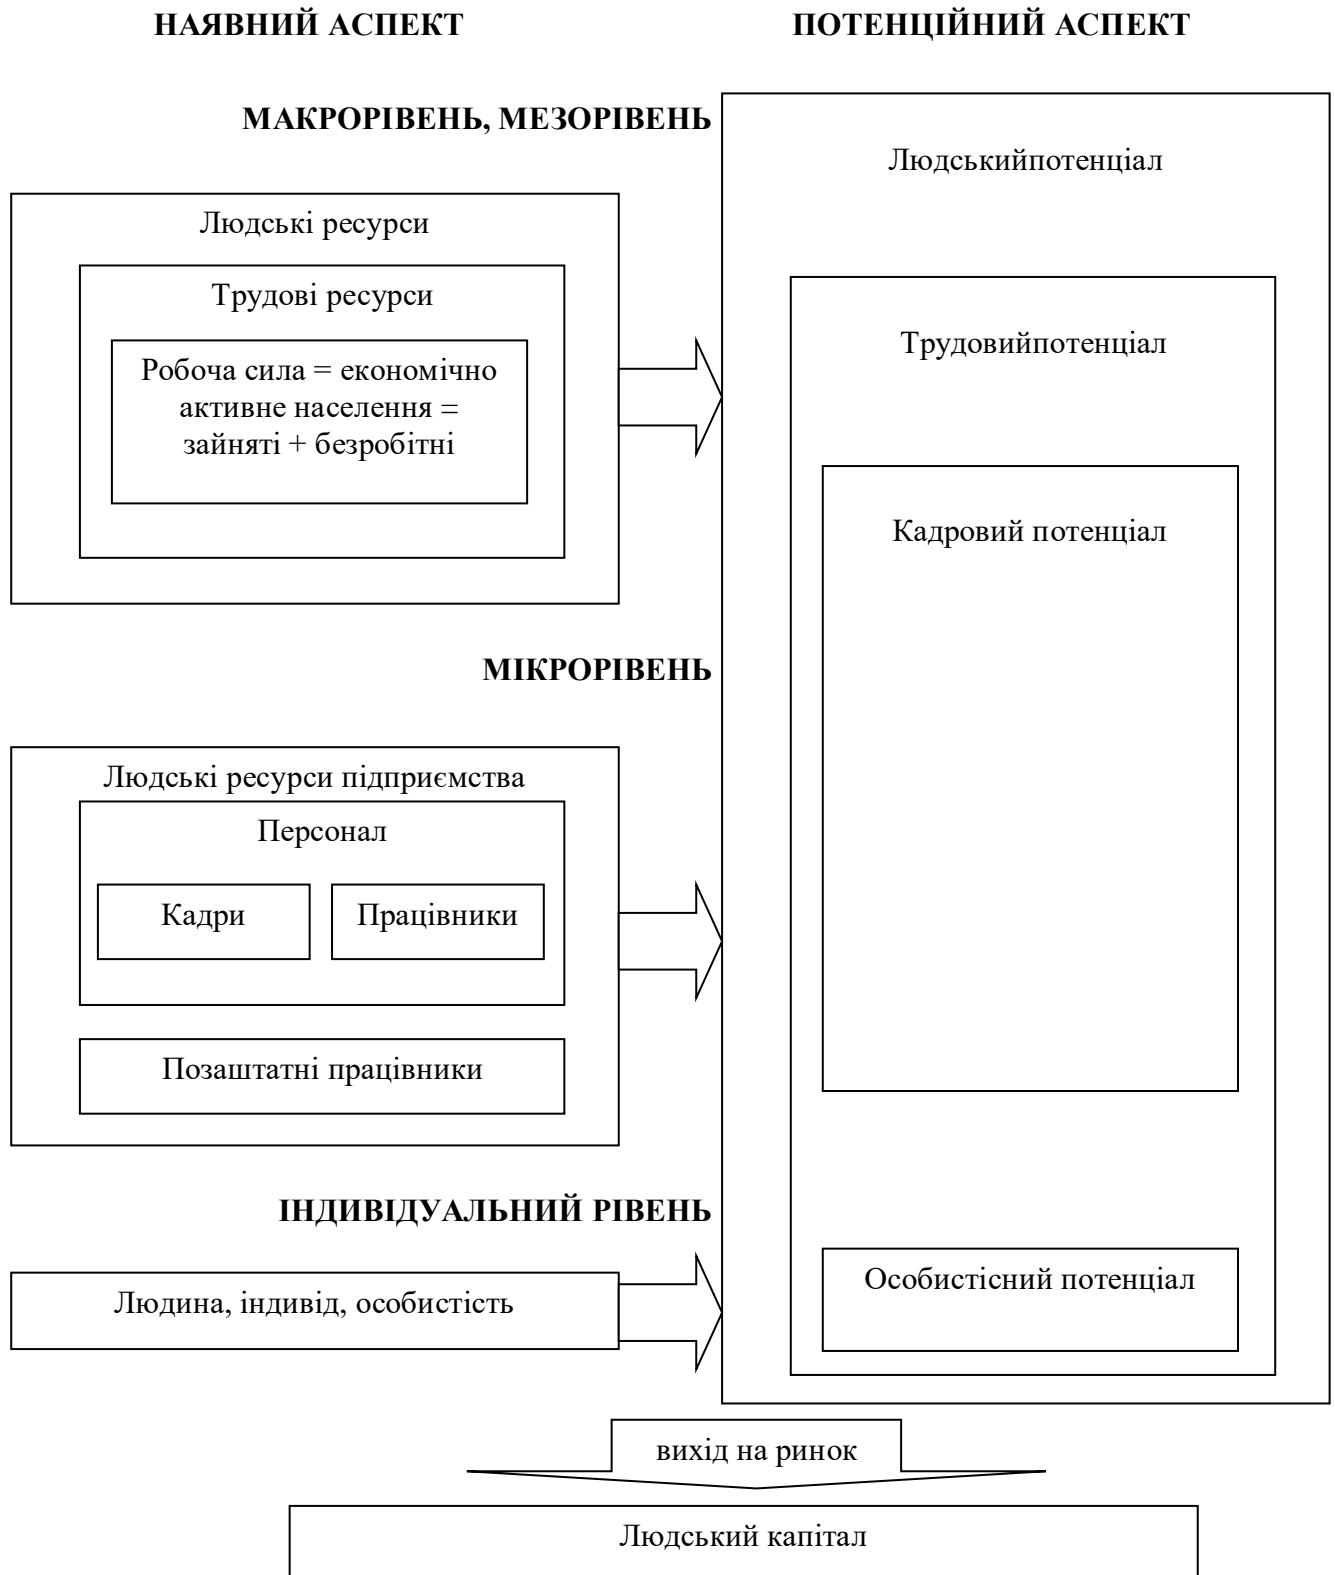 НАЯВНИЙ АСПЕКТ
ПОТЕНЦІЙНИЙ АСПЕКТ
МАКРОРІВЕНЬ, МЕЗОРІВЕНЬ
Людськийпотенціал
Людські ресурси
Трудові ресурси
Трудовийпотенціал
Робоча сила = економічно
активне населення =
зайняті + безробітні
Кадровий потенціал
МІКРОРІВЕНЬ
Людські ресурси підприємства
Персонал
Кадри
Працівники
Позаштатні працівники
ІНДИВІДУАЛЬНИЙ РІВЕНЬ
Особистісний потенціал
Людина, індивід, особистість
вихід на ринок
Людський капітал